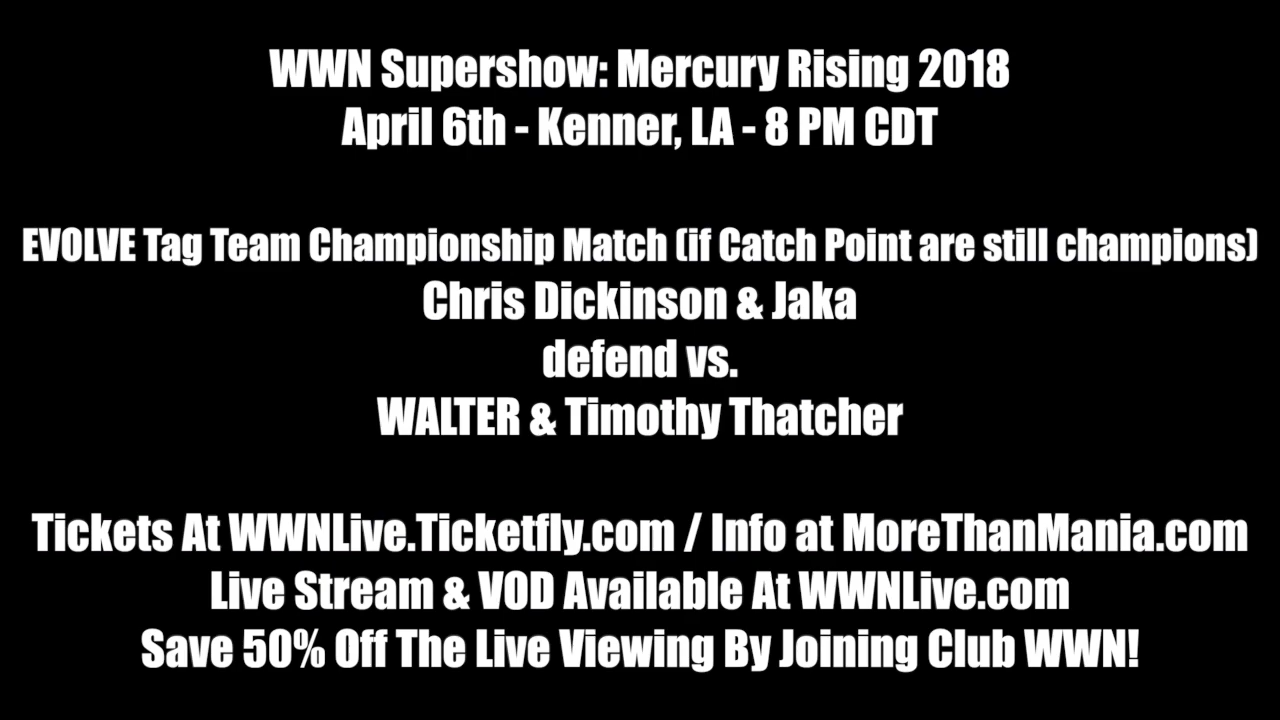 WWN Supershow: Mercury Rising 2018
April 6th - Kenner, LA - 8 PM CDT
EVOLVE Tag Team Championship Match (if Catch Point are still champions)
Chris Dickinson & Jaka
defend vs.
WALTER & Timothy Thatcher
Tickets At WWNLive.Ticketfly.com / Info at MoreThanMania.com
Live Stream & VOD Available At WWNLive.com
Save 50% Off The Live Viewing By Joining Club WWN!